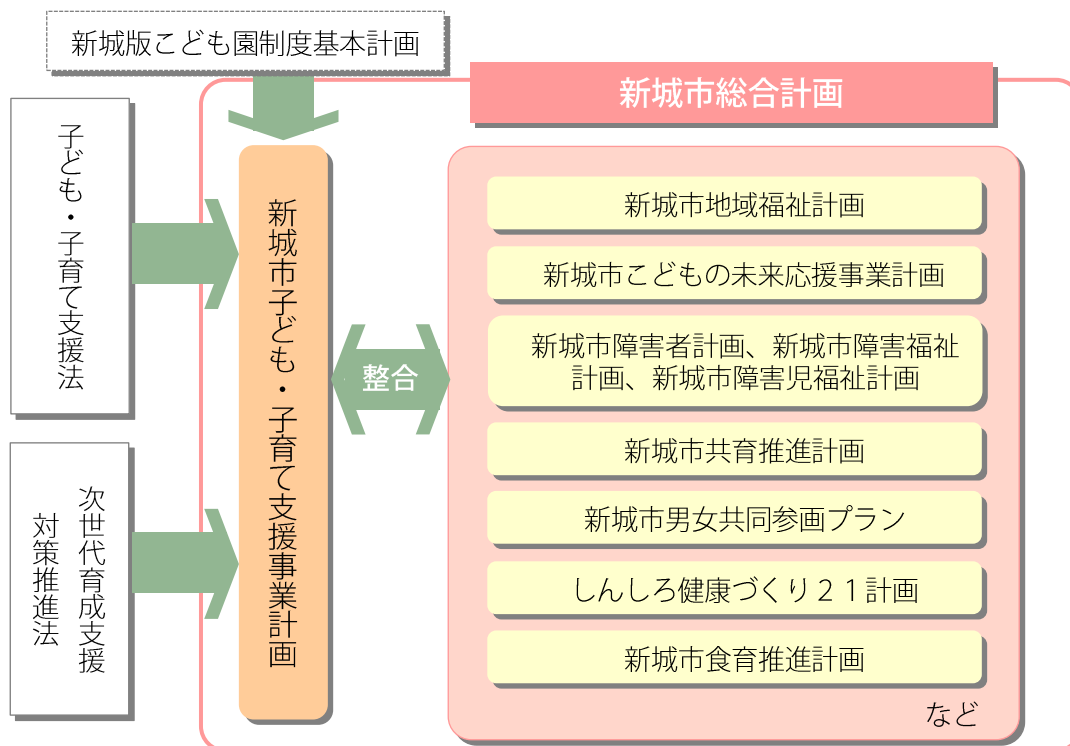 新城版こども園制度基本計画
新城市総合計画
子ども・子育て支援法
次世代育成支援
対策推進法
新城市子ども・子育て支援事業計画
整合
新城市地域福祉計画
新城市こどもの未来応援事業計画
新城市障害者計画、新城市障害福祉
計画、新城市障害児福祉計画
新城市共育推進計画
新城市男女共同参画プラン
しんしろ健康づくり２１計画
新城市食育推進計画
など